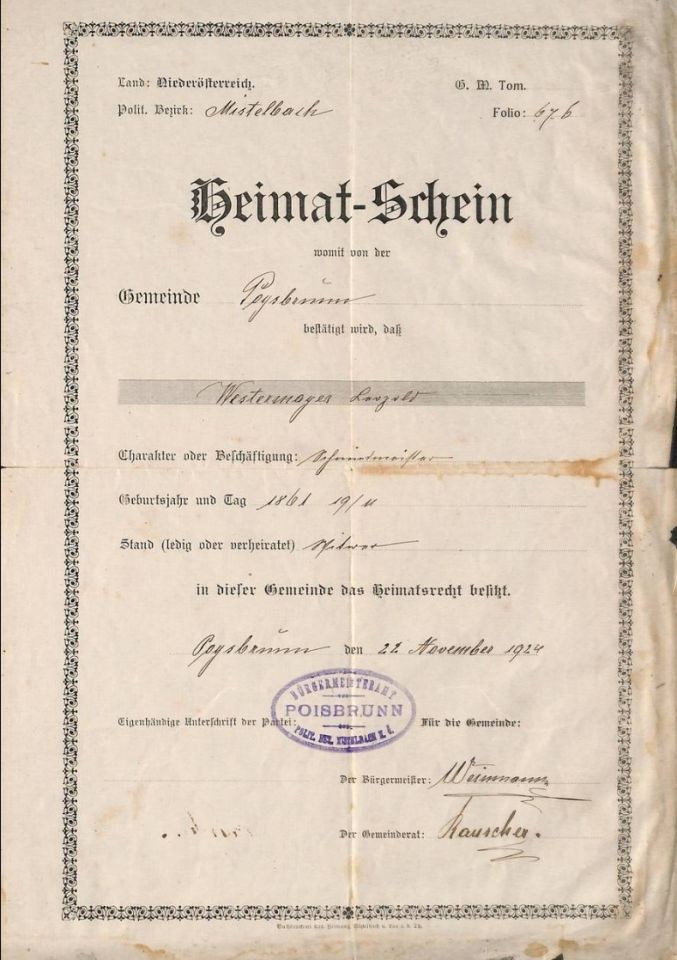 Land: Niederösterreich. G. M. Tom.
Polit. Bezirk: Mistelbach Folio: 676
Heimat-Schein
womit von der
Gemeinde Poysbrunn
bestätigt wird, daß
Westermayer Leopold
Charakter oder Beschäftigung: Schmiedmeister
Geburtsjahr und Tag 1861 19/11
Stand (ledig oder verheiratet) Witwer
in dieser Gemeinde das Heimatsrecht besitzt.
Poysbrunn den 22 November 1924
BÜRGERMEISTERAMT
POISBRUNN
POLIT. BEZ. MISTELBACH N. Ö.
Eigenhändige Unterschrift der Partei: Für die Gemeinde:
Der Bürgermeister: Weinmann
Der Gemeinderat: Rauscher.